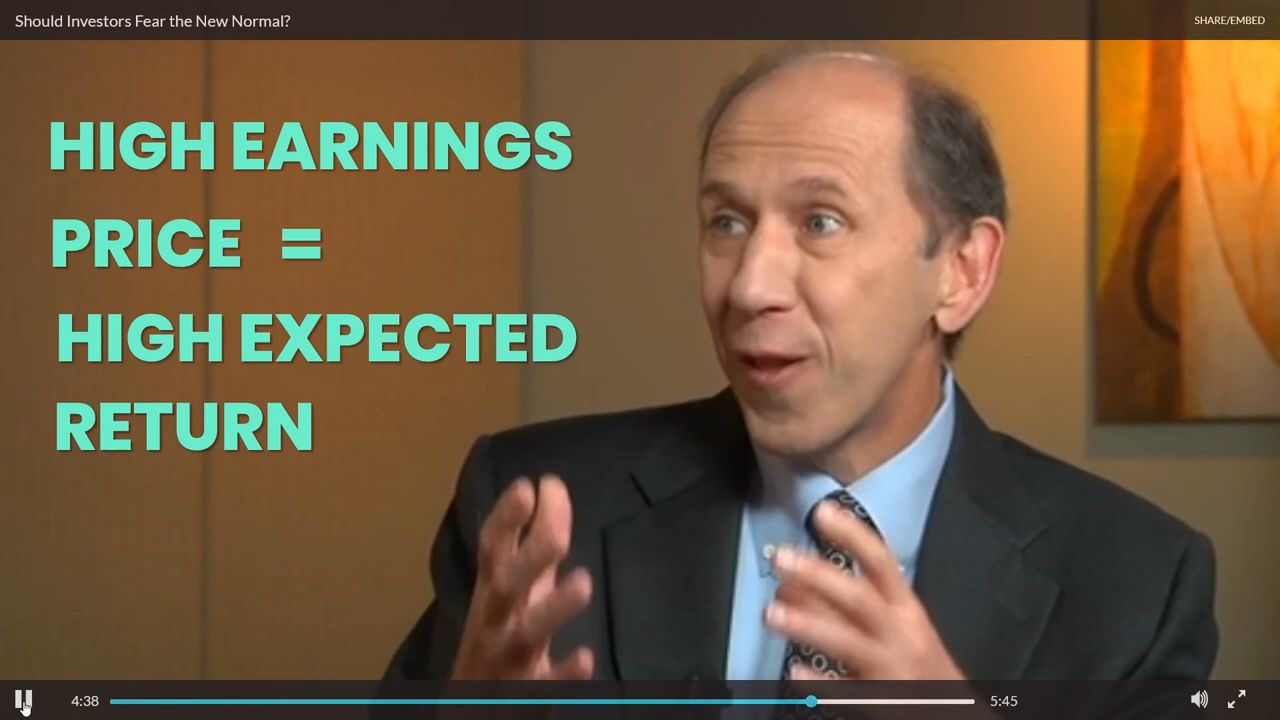 Should Investors Fear the New Normal?
SHARE/EMBED
HIGH EARNINGS
PRICE =
HIGH EXPECTED
RETURN
4:38
5:45